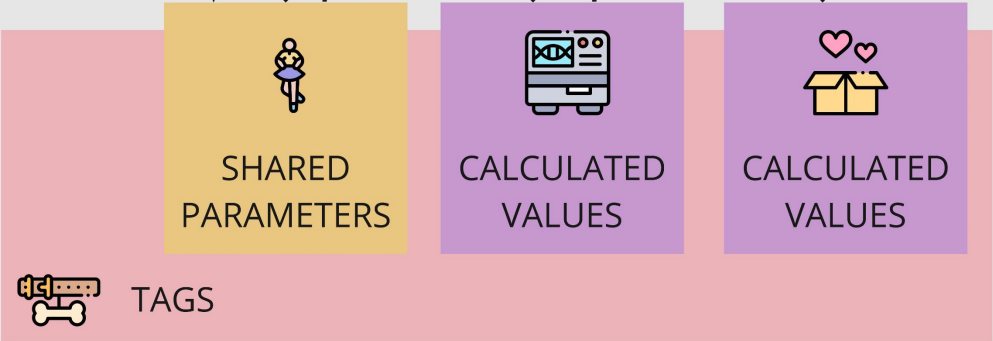 SHARED
PARAMETERS
CALCULATED
VALUES
CALCULATED
VALUES
TAGS